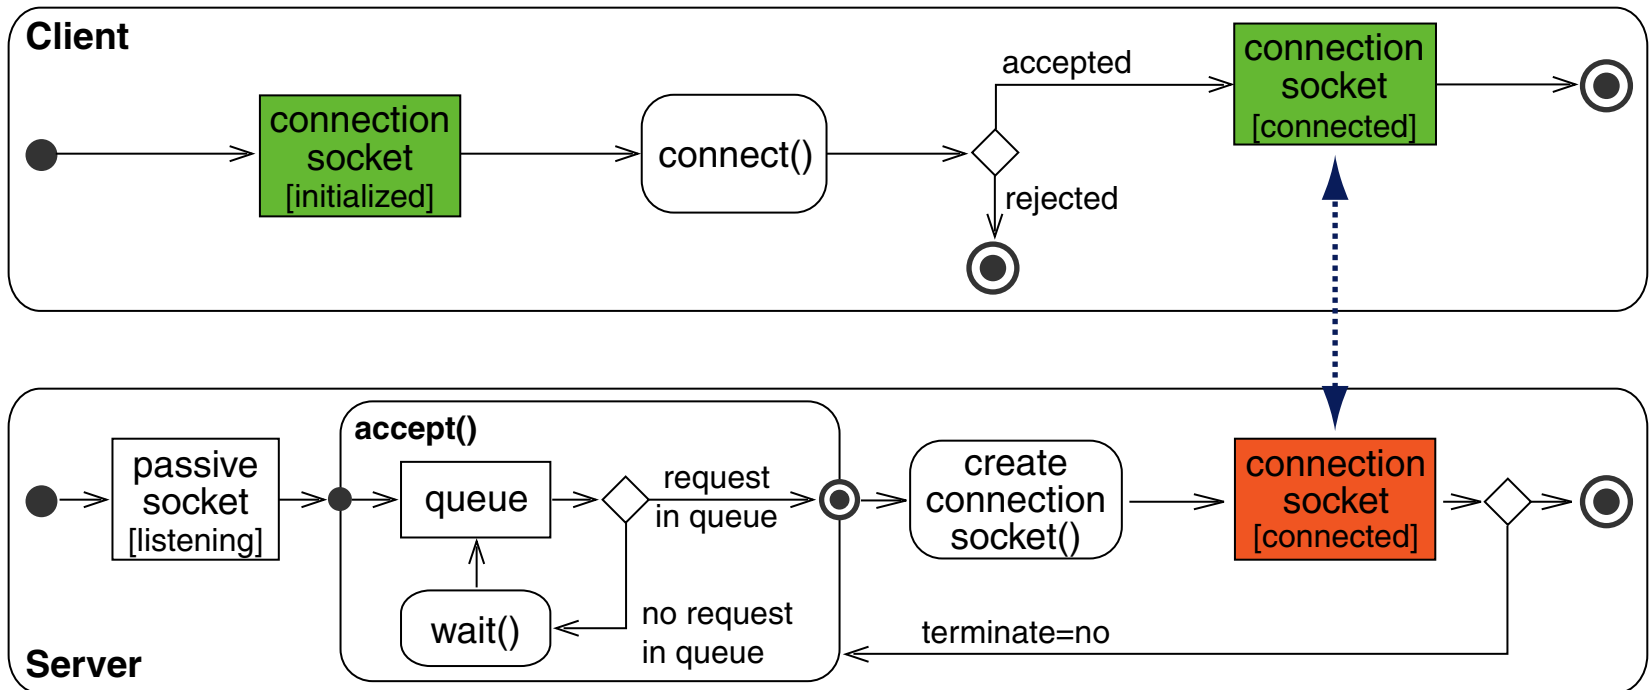 Client
connection
socket
[initialized]
connect()
accepted
rejected
connection
socket
[connected]
Server
passive
socket
[listening]
accept()
queue
wait()
request
in queue
no request
in queue
create
connection
socket()
connection
socket
[connected]
terminate=no